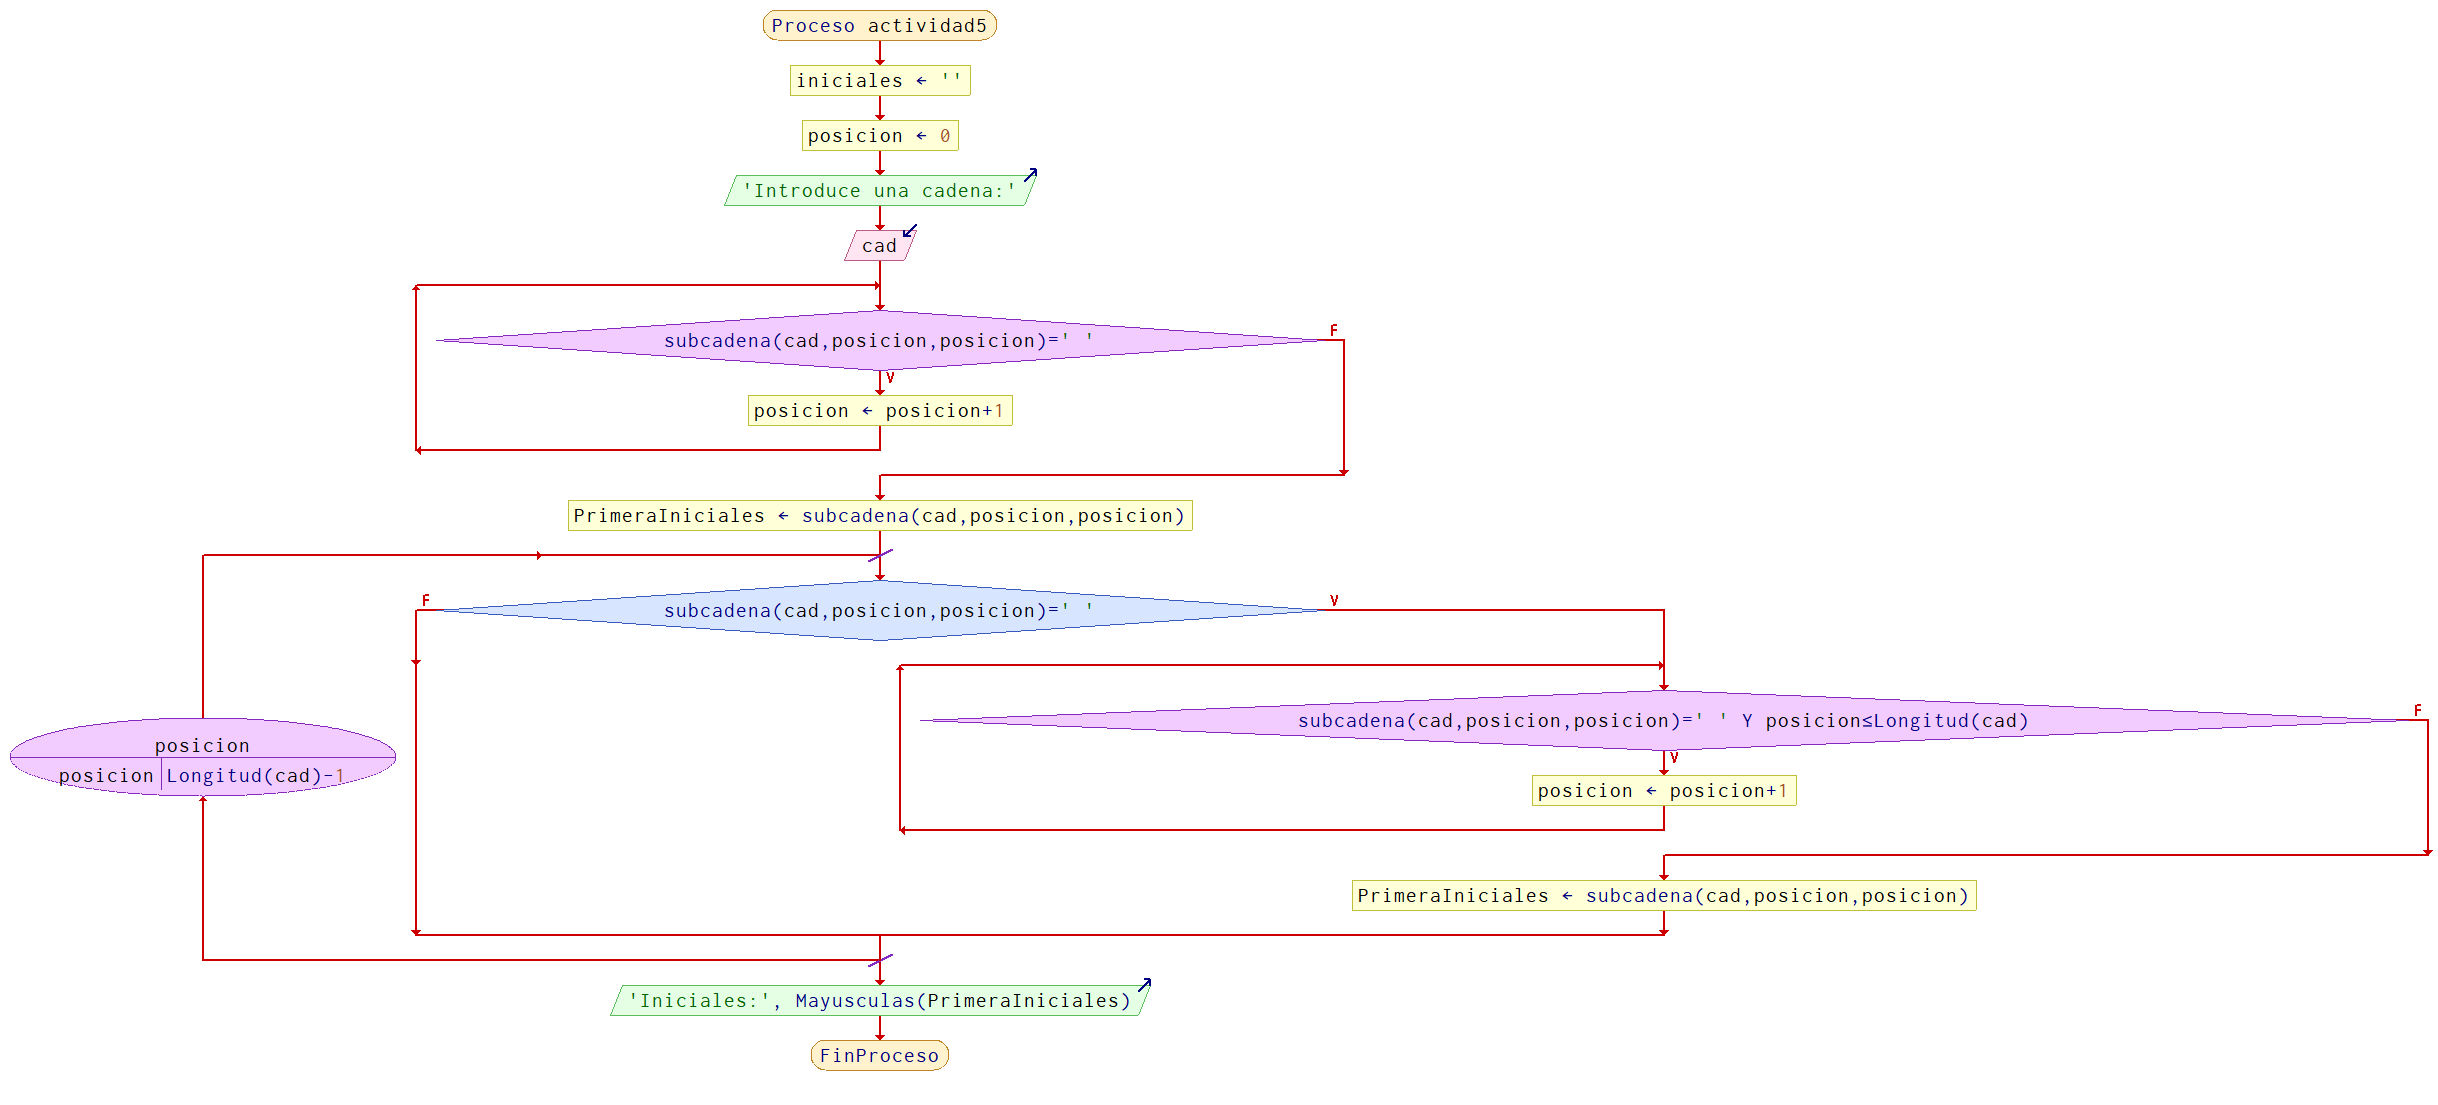 Proceso actividad5
iniciales ← ''
posicion ← 0
'Introduce una cadena:'
cad
subcadena(cad,posicion,posicion)=' '
F
V
posicion ← posicion+1
PrimeraIniciales ← subcadena(cad,posicion,posicion)
F
subcadena(cad,posicion,posicion)=' '
V
subcadena(cad,posicion,posicion)=' ' Y posicion≤Longitud(cad)
F
V
posicion
posicion Longitud(cad)-1
posicion ← posicion+1
PrimeraIniciales ← subcadena(cad,posicion,posicion)
'Iniciales:', Mayusculas(PrimeraIniciales)
FinProceso